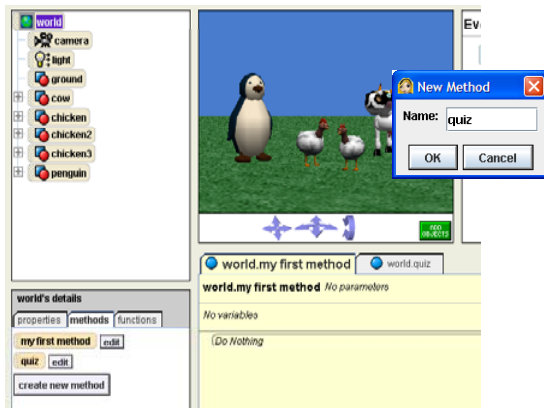 world
camera
light
ground
cow
chicken
chicken2
chicken3
penguin
New Method
Name: quiz
OK Cancel
ADD
OBJECTS
world.my first method world.quiz
world.my first method No parameters
No variables
(Do Nothing
world's details
properties methods functions
my first method edit
quiz edit
create new method